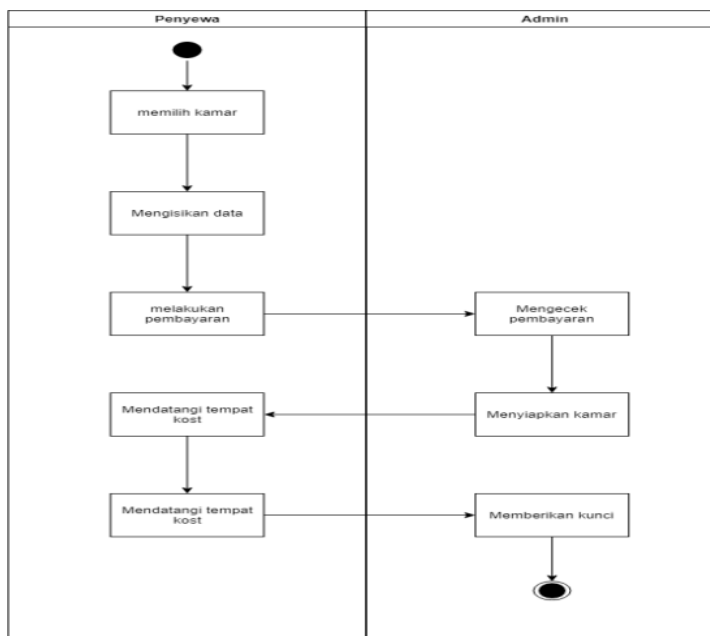 Penyewa
Admin
memilih kamar
Mengisikan data
melakukan
pembayaran
Mengecek
pembayaran
Mendatangi tempat
kost
Menyiapkan kamar
Mendatangi tempat
kost
Memberikan kunci